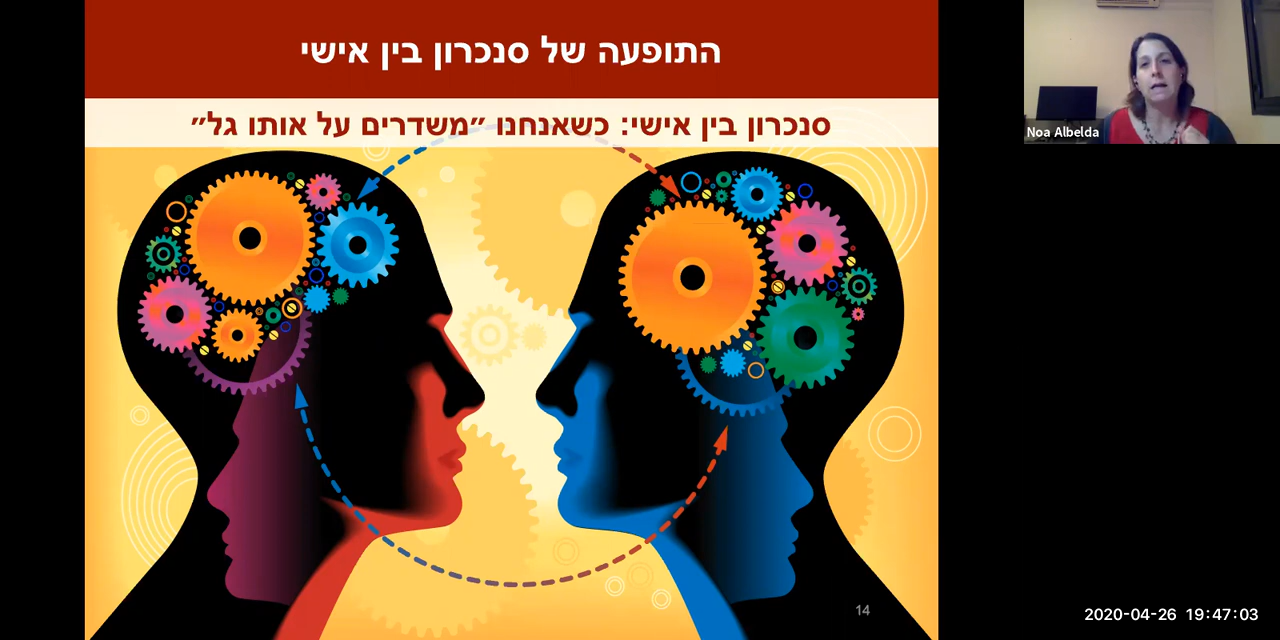 התופעה של סנכרון בין אישי
סנכרון בין אישי: כשאנחנו ״משדרים על אותו גל״
Noa Albelda
14
2020-04-26 19:47:03